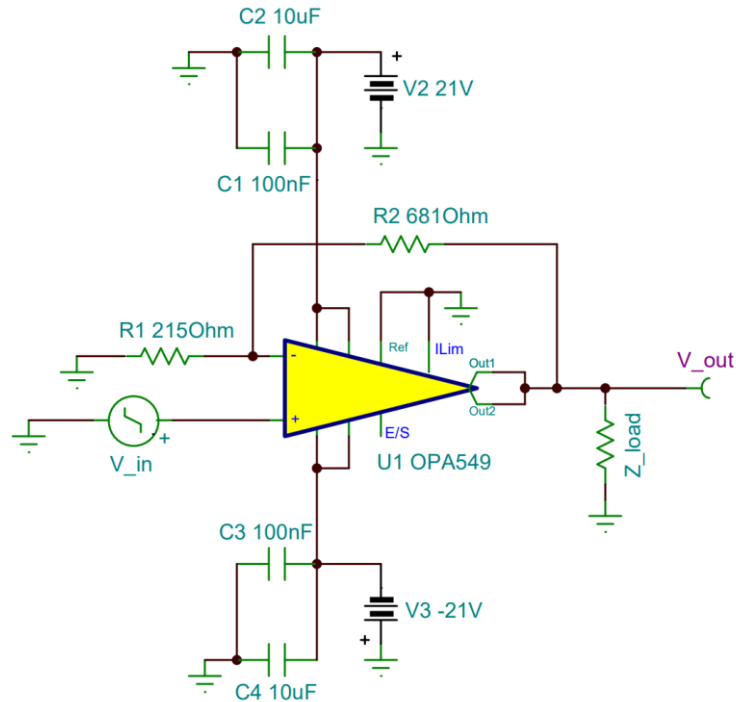 C2 10uF
+
V2 21V
C1 100nF
R2 681Ohm
R1 215Ohm
Ref
ILim
-
Out1
V_out
+
Out2
E/S
+
V_in
U1 OPA549
Z_load
C3 100nF
V3 -21V
+
C4 10uF